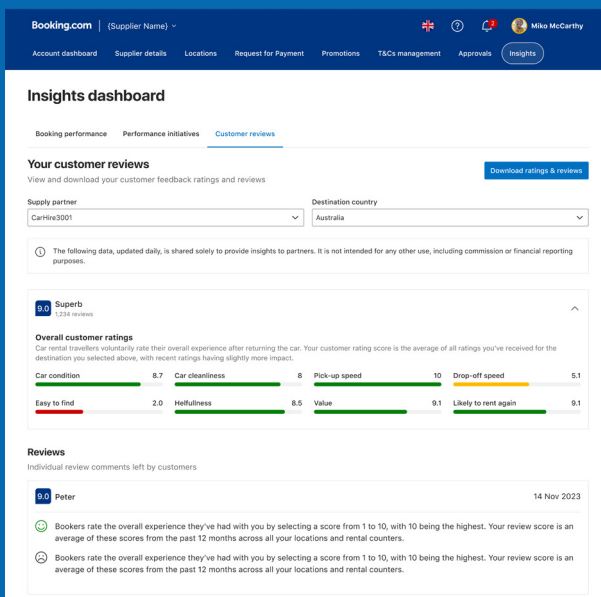 Booking.com {Supplier Name} 2 Miko McCarthy
Account dashboard Supplier details Locations Request for Payment Promotions T&Cs management Approvals Insights
Insights dashboard
Booking performance Performance initiatives Customer reviews
Your customer reviews
View and download your customer feedback ratings and reviews
Download ratings & reviews
Supply partner Destination country
CarHire3001 Australia
The following data, updated daily, is shared solely to provide insights to partners. It is not intended for any other use, including commission or financial reporting
purposes.
9.0 Superb
1,234 reviews
Overall customer ratings
Car rental travellers voluntarily rate their overall experience after returning the car. Your customer rating score is the average of all ratings you've received for the
destination you selected above, with recent ratings having slightly more impact.
Car condition 8.7 Car cleanliness 8 Pick-up speed 10 Drop-off speed 5.1
Easy to find 2.0 Helfullness 8.5 Value 9.1 Likely to rent again 9.1
Reviews
Individual review comments left by customers
9.0 Peter 14 Nov 2023
Bookers rate the overall experience they've had with you by selecting a score from 1 to 10, with 10 being the highest. Your review score is an
average of these scores from the past 12 months across all your locations and rental counters.
Bookers rate the overall experience they've had with you by selecting a score from 1 to 10, with 10 being the highest. Your review score is an
average of these scores from the past 12 months across all your locations and rental counters.